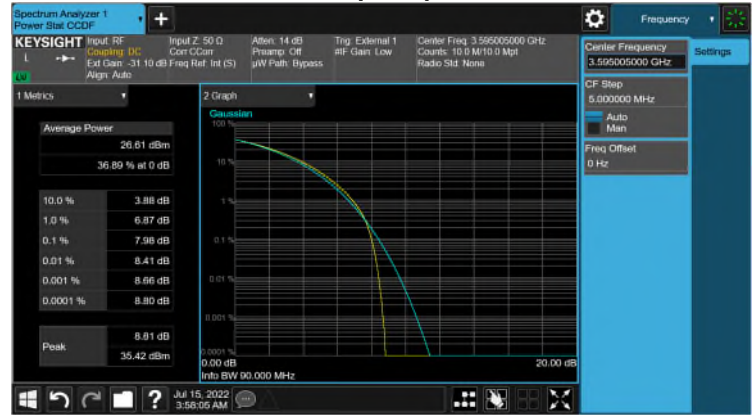 Spectrum Analyzer 1
Power Stat CCDF
Frequency
KEYSIGHT
L
Input: RF
Coupling: DC
Ext Gain: -31.10 dB
Align: Auto
Input Z: 50 Ω
Corr CCorr
Freq Ref: Int (S)
Atten: 14 dB
Preamp: Off
µW Path: Bypass
Trig: External 1
#IF Gain: Low
Center Freq: 3.595005000 GHz
Counts: 10.0 M/10.0 Mpt
Radio Std: None
Center Frequency
3.595005000 GHz
Settings
CF Step
5.000000 MHz
Auto
Man
Freq Offset
0 Hz
1 Metrics
Average Power
26.61 dBm
36.89 % at 0 dB
10.0 % 3.88 dB
1.0 % 6.87 dB
0.1 % 7.98 dB
0.01 % 8.41 dB
0.001 % 8.66 dB
0.0001 % 8.80 dB
Peak
8.81 dB
35.42 dBm
2 Graph
Gaussian
100 %
10 %
1 %
0.1 %
0.01 %
0.001 %
0.0001 %
0.00 dB
20.00 dB
Info BW 90.000 MHz
?
Jul 15, 2022
3:58:05 AM